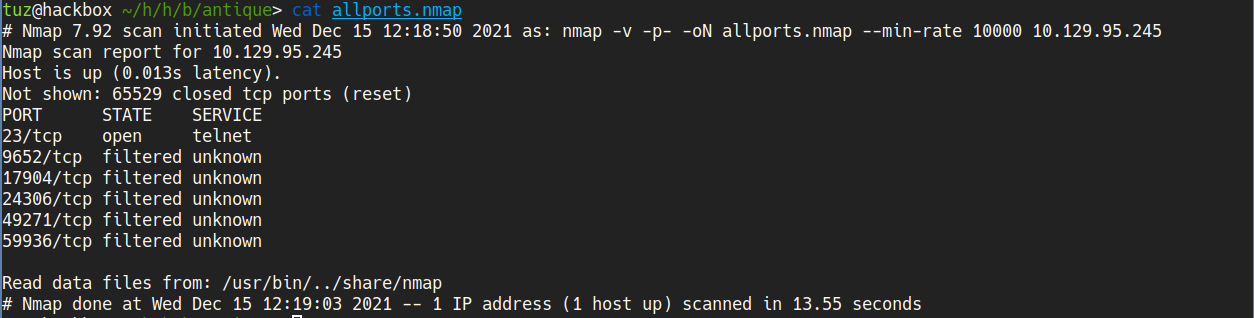 tuz@hackbox ~/h/h/b/antique> cat allports.nmap
# Nmap 7.92 scan initiated Wed Dec 15 12:18:50 2021 as: nmap -v -p- -oN allports.nmap --min-rate 10000 10.129.95.245
Nmap scan report for 10.129.95.245
Host is up (0.013s latency).
Not shown: 65529 closed tcp ports (reset)
PORT      STATE    SERVICE
23/tcp    open     telnet
9652/tcp  filtered unknown
17904/tcp filtered unknown
24306/tcp filtered unknown
49271/tcp filtered unknown
59936/tcp filtered unknown
Read data files from: /usr/bin/../share/nmap
# Nmap done at Wed Dec 15 12:19:03 2021 -- 1 IP address (1 host up) scanned in 13.55 seconds